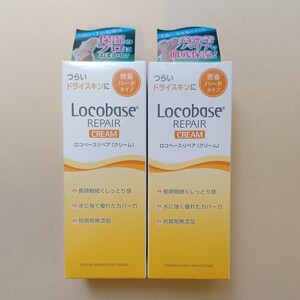 保湿の
プロに
つらい
ドライスキンに
密着
ハード
タイプ
Locobase®
REPAIR
CREAM
ロコベースリペア［クリーム］
長時間続くしっとり感
水に強く優れたカバー力
防腐剤無添加
つらい
ドライスキンに
密着
ハード
タイプ
Locobase®
REPAIR
CREAM
ロコベースリペア［クリーム］
長時間続くしっとり感
水に強く優れたカバー力
防腐剤無添加